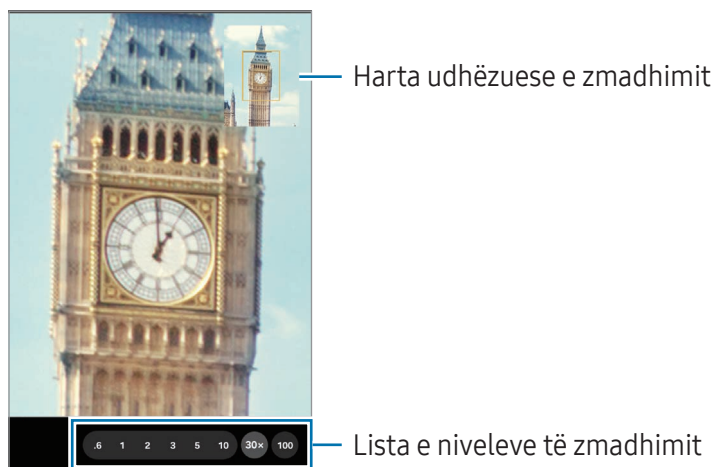 Harta udhëzuese e zmadhimit
.6 1 2 3 5 10 30× 100
Lista e niveleve të zmadhimit